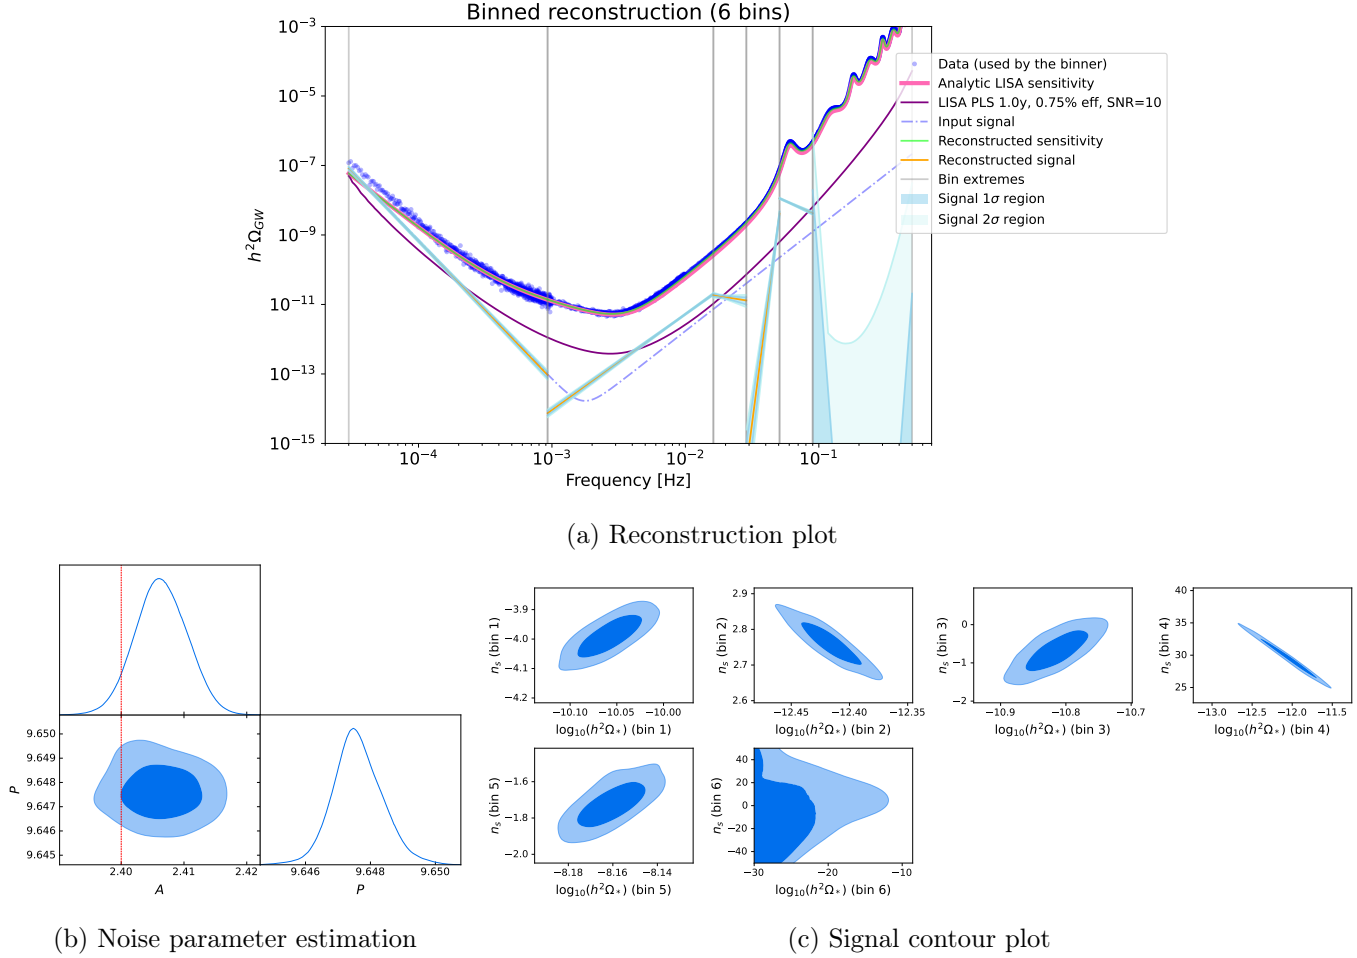 Binned reconstruction (6 bins)
10⁻³
10⁻⁵
10⁻⁷
10⁻⁹
10⁻¹¹
10⁻¹³
10⁻¹⁵
h²Ω_GW
10⁻⁴
10⁻³
10⁻²
10⁻¹
Frequency [Hz]
Data (used by the binner)
Analytic LISA sensitivity
LISA PLS 1.0y, 0.75% eff, SNR=10
Input signal
Reconstructed sensitivity
Reconstructed signal
Bin extremes
Signal 1σ region
Signal 2σ region
(a) Reconstruction plot
9.650
9.649
9.648
9.647
9.646
9.645
P
2.40
2.41
2.42
A
9.646
9.648
9.650
P
−3.9
−4.0
−4.1
−4.2
n_s (bin 1)
−10.10
−10.05
−10.00
log₁₀(h²Ω_*) (bin 1)
2.9
2.8
2.7
2.6
n_s (bin 2)
−12.45
−12.40
−12.35
log₁₀(h²Ω_*) (bin 2)
0
−1
−2
n_s (bin 3)
−10.9
−10.8
−10.7
log₁₀(h²Ω_*) (bin 3)
40
35
30
25
n_s (bin 4)
−13.0
−12.5
−12.0
−11.5
log₁₀(h²Ω_*) (bin 4)
−1.6
−1.8
−2.0
n_s (bin 5)
−8.18
−8.16
−8.14
log₁₀(h²Ω_*) (bin 5)
40
20
0
−20
−40
n_s (bin 6)
−30
−20
−10
log₁₀(h²Ω_*) (bin 6)
(b) Noise parameter estimation
(c) Signal contour plot